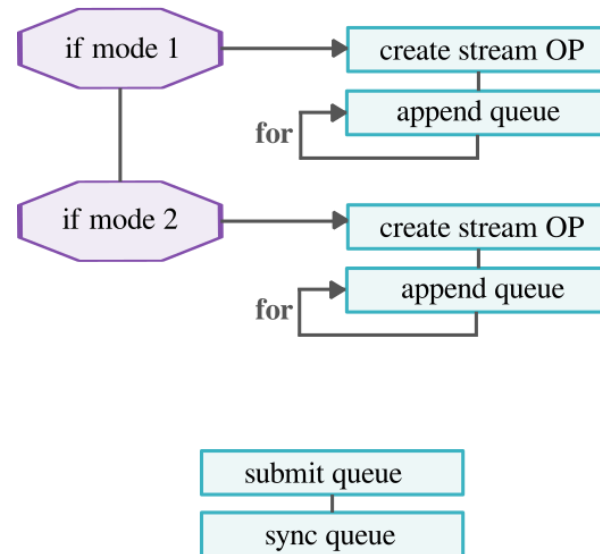 if mode 1
create stream OP
append queue
for
if mode 2
create stream OP
append queue
for
submit queue
sync queue